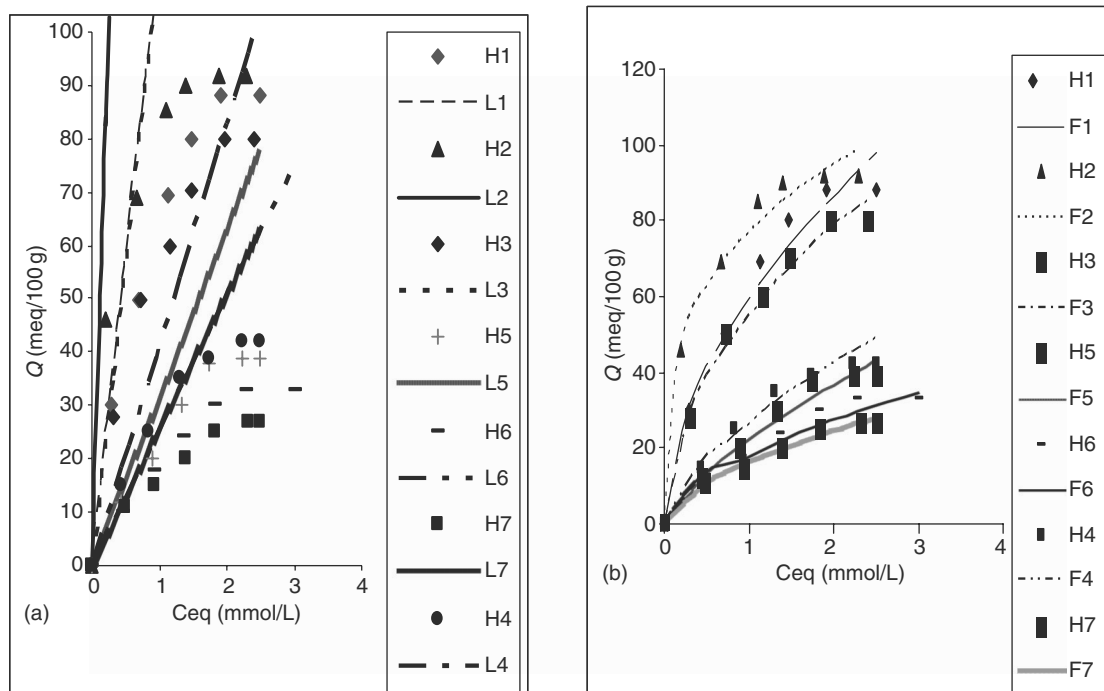 100
90
80
70
60
50
40
30
20
10
0
Q (meq/100 g)
0 1 2 3 4
Ceq (mmol/L)
(a)
H1
L1
H2
L2
H3
L3
H5
L5
H6
L6
H7
L7
H4
L4
120
100
80
60
40
20
0
Q (meq/100 g)
0 1 2 3 4
Ceq (mmol/L)
(b)
H1
F1
H2
F2
H3
F3
H5
F5
H6
F6
H4
F4
H7
F7